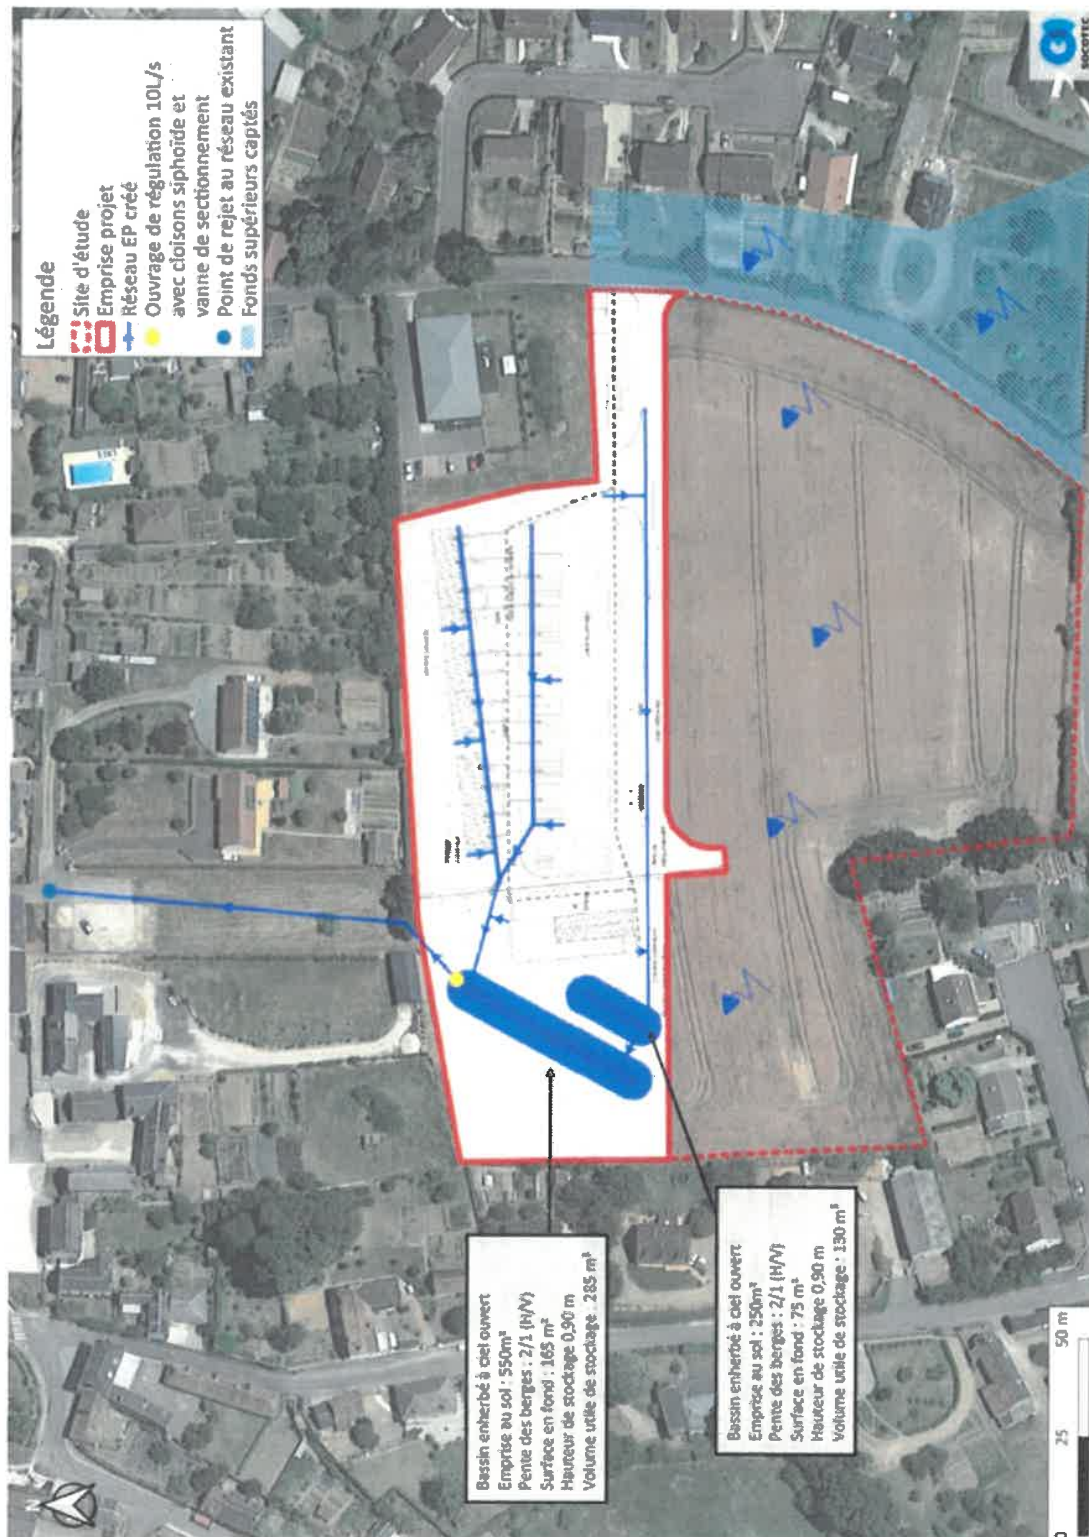 Légende
Site d'étude
Emprise projet
Réseau EP créé
Ouvrage de régulation 10L/s
avec cloisons siphoïde et
vanne de sectionnement
Point de rejet au réseau existant
Fonds supérieurs captés
Bassin enherbé à ciel ouvert
Emprise au sol : 550m²
Pente des berges : 2/1 (H/V)
Surface en fond : 165 m²
Hauteur de stockage 0,90 m
Volume utile de stockage : 285 m³
Bassin enherbé à ciel ouvert
Emprise au sol : 250m²
Pente des berges : 2/1 (H/V)
Surface en fond : 75 m²
Hauteur de stockage 0,90 m
Volume utile de stockage : 130 m³
N
0 25 50 m